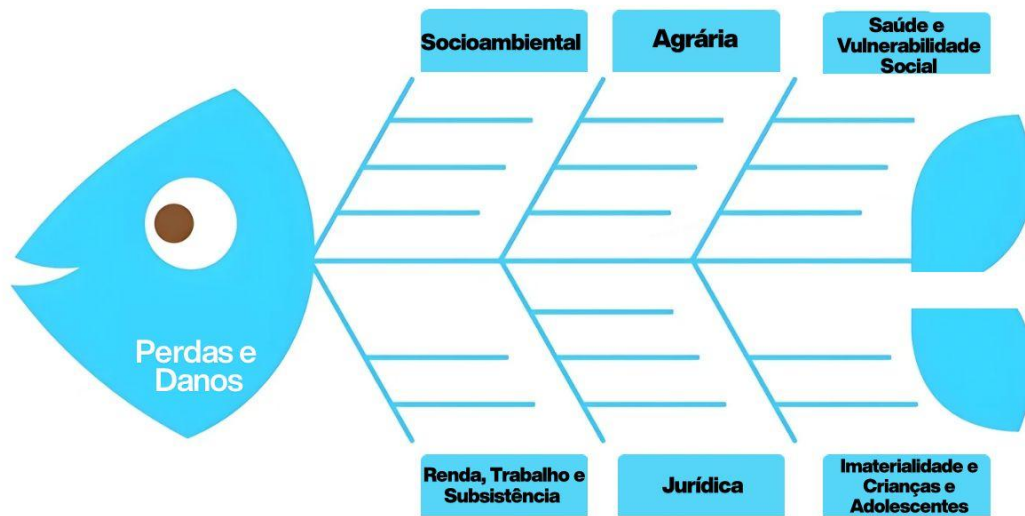 Socioambiental
Agrária
Saúde e
Vulnerabilidade
Social
Perdas e
Danos
Renda, Trabalho e
Subsistência
Jurídica
Imaterialidade e
Crianças e
Adolescentes